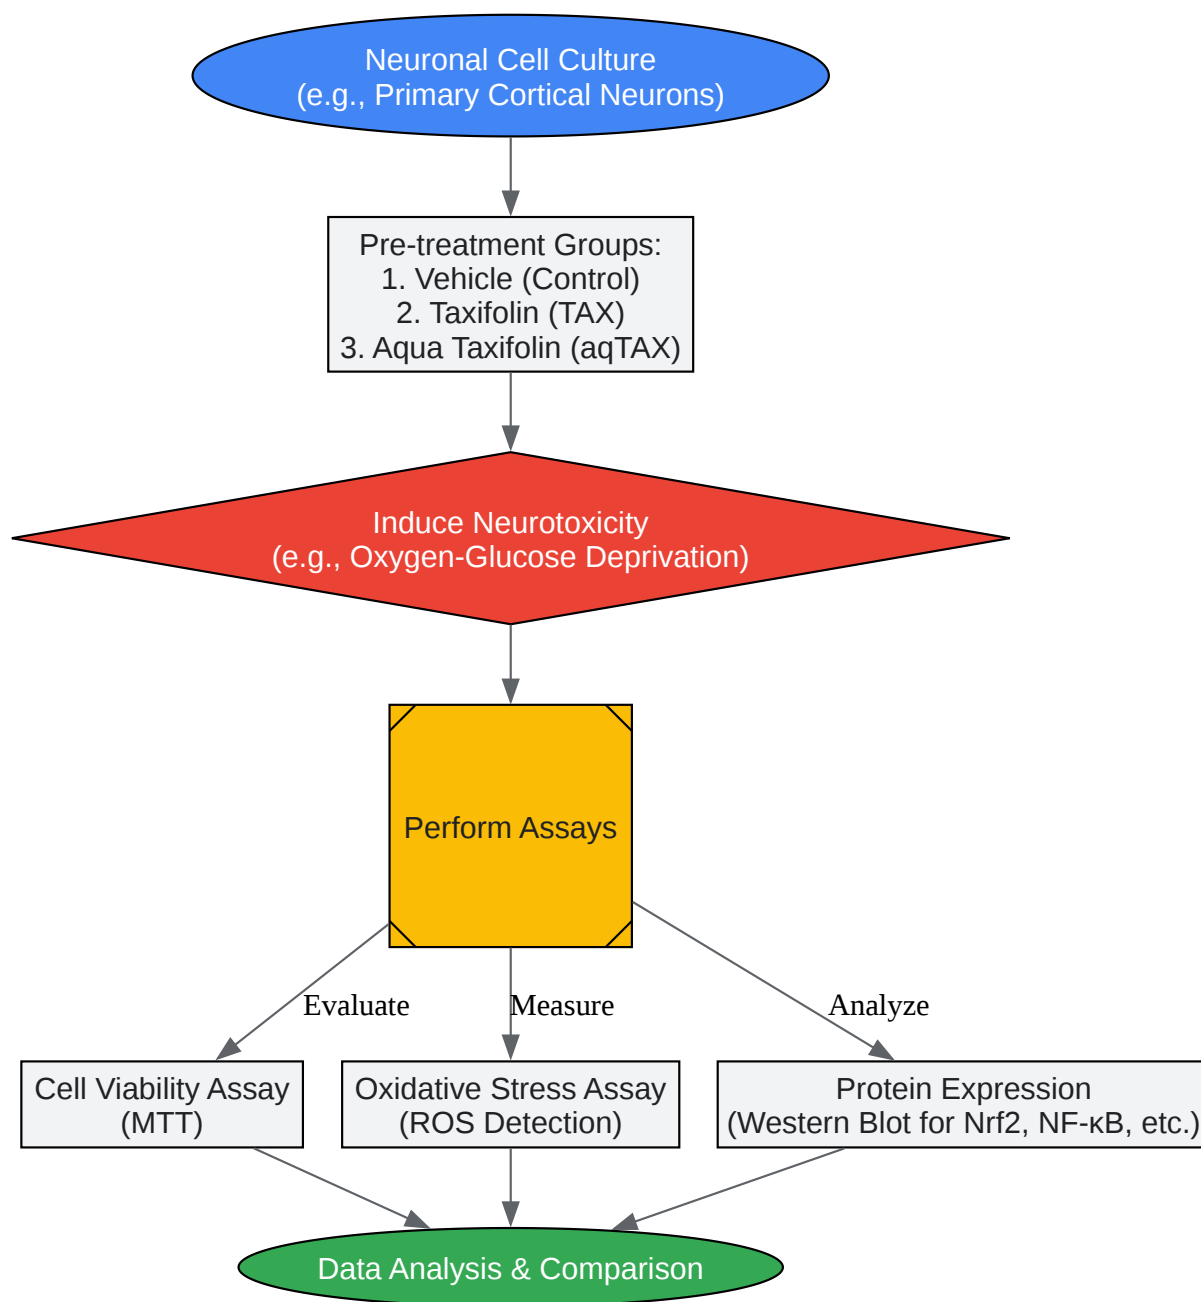 Neuronal Cell Culture
(e.g., Primary Cortical Neurons)
Pre-treatment Groups:
1. Vehicle (Control)
2. Taxifolin (TAX)
3. Aqua Taxifolin (aqTAX)
Induce Neurotoxicity
(e.g., Oxygen-Glucose Deprivation)
Perform Assays
Evaluate
Measure
Analyze
Cell Viability Assay
(MTT)
Oxidative Stress Assay
(ROS Detection)
Protein Expression
(Western Blot for Nrf2, NF-κB, etc.)
Data Analysis & Comparison